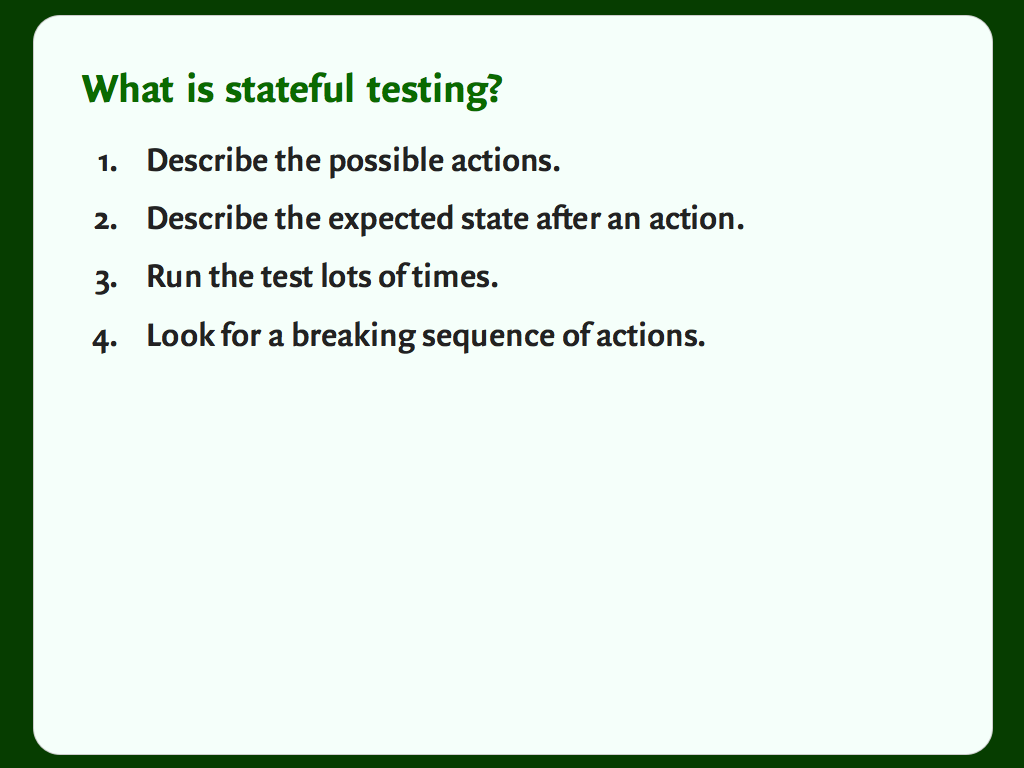 What is stateful testing?
1. Describe the possible actions.
2. Describe the expected state after an action.
3. Run the test lots of times.
4. Look for a breaking sequence of actions.